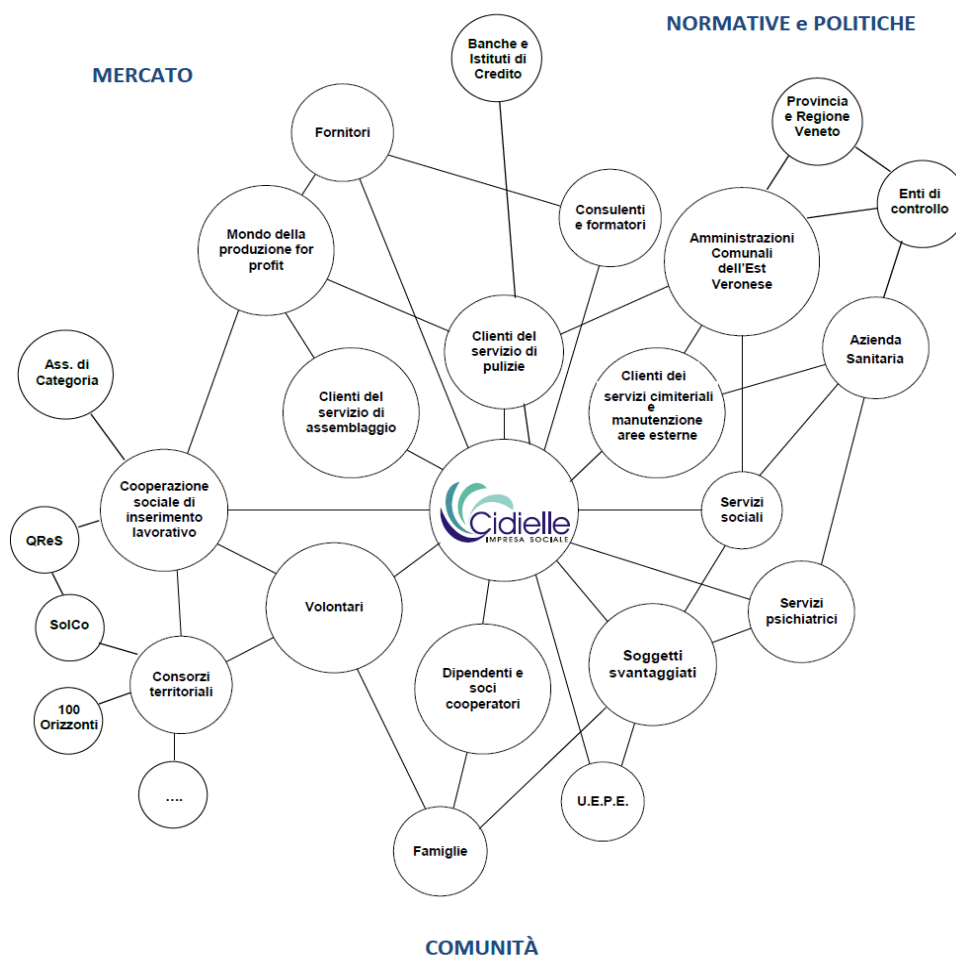 NORMATIVE e POLITICHE
MERCATO
Banche e
Istituti di
Credito
Provincia
e Regione
Veneto
Fornitori
Enti di
controllo
Consulenti
e formatori
Mondo della
produzione for
profit
Amministrazioni
Comunali
dell'Est
Veronese
Clienti del
servizio di
pulizie
Azienda
Sanitaria
Ass. di
Categoria
Clienti del
servizio di
assemblaggio
Clienti dei
servizi cimiteriali
e
manutenzione
aree esterne
Cooperazione
sociale di
inserimento
lavorativo
Cidielle
IMPRESA SOCIALE
Servizi
sociali
QReS
SolCo
Volontari
Servizi
psichiatrici
Consorzi
territoriali
Dipendenti e
soci
cooperatori
Soggetti
svantaggiati
100
Orizzonti
....
U.E.P.E.
Famiglie
COMUNITÀ